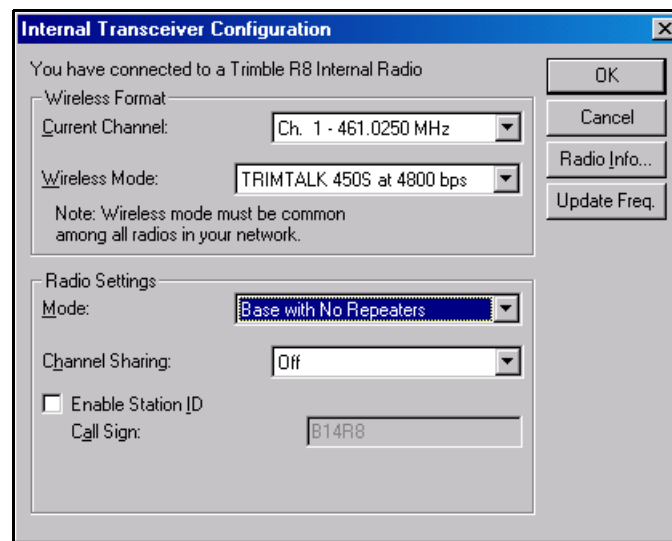 Internal Transceiver Configuration
You have connected to a Trimble R8 Internal Radio
Wireless Format
Current Channel: Ch. 1 - 461.0250 MHz
Wireless Mode: TRIMTALK 450S at 4800 bps
Note: Wireless mode must be common
among all radios in your network.
Radio Settings
Mode: Base with No Repeaters
Channel Sharing: Off
Enable Station ID
Call Sign: B14R8
OK
Cancel
Radio Info...
Update Freq.